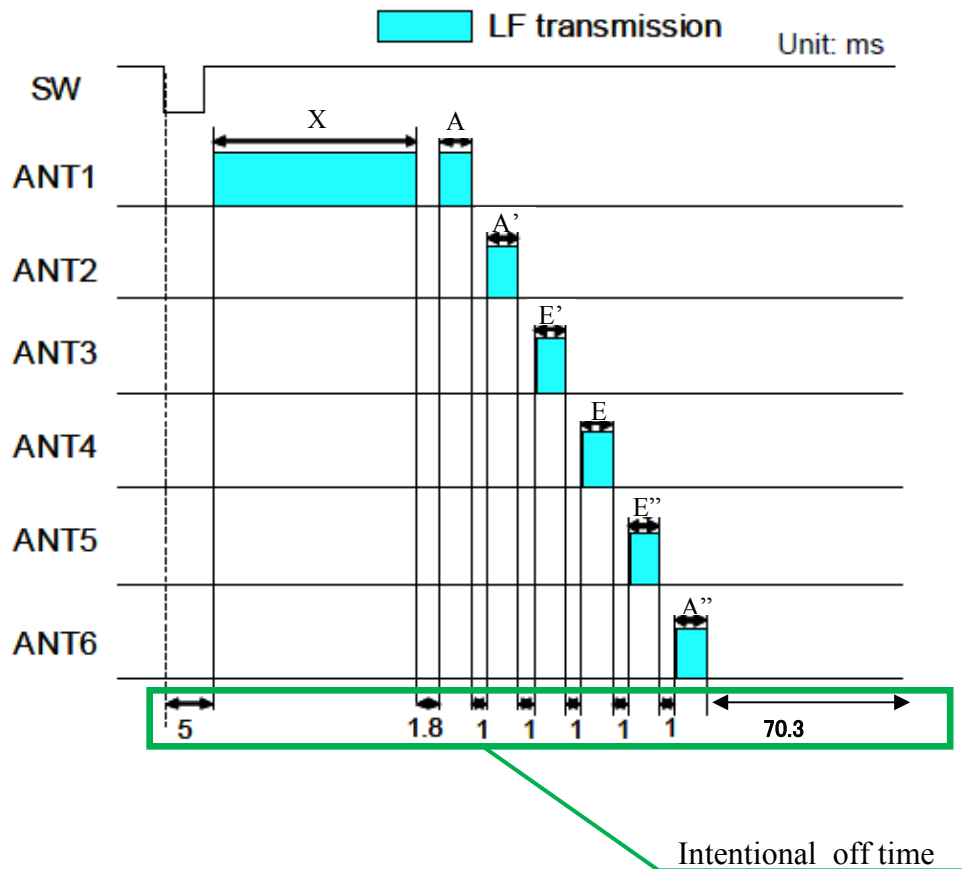 LF transmission
Unit: ms
SW
X A
ANT1
A’
ANT2
E’
ANT3
E
ANT4
E”
ANT5
A”
ANT6
5 1.8 1 1 1 1 1 70.3
Intentional off time